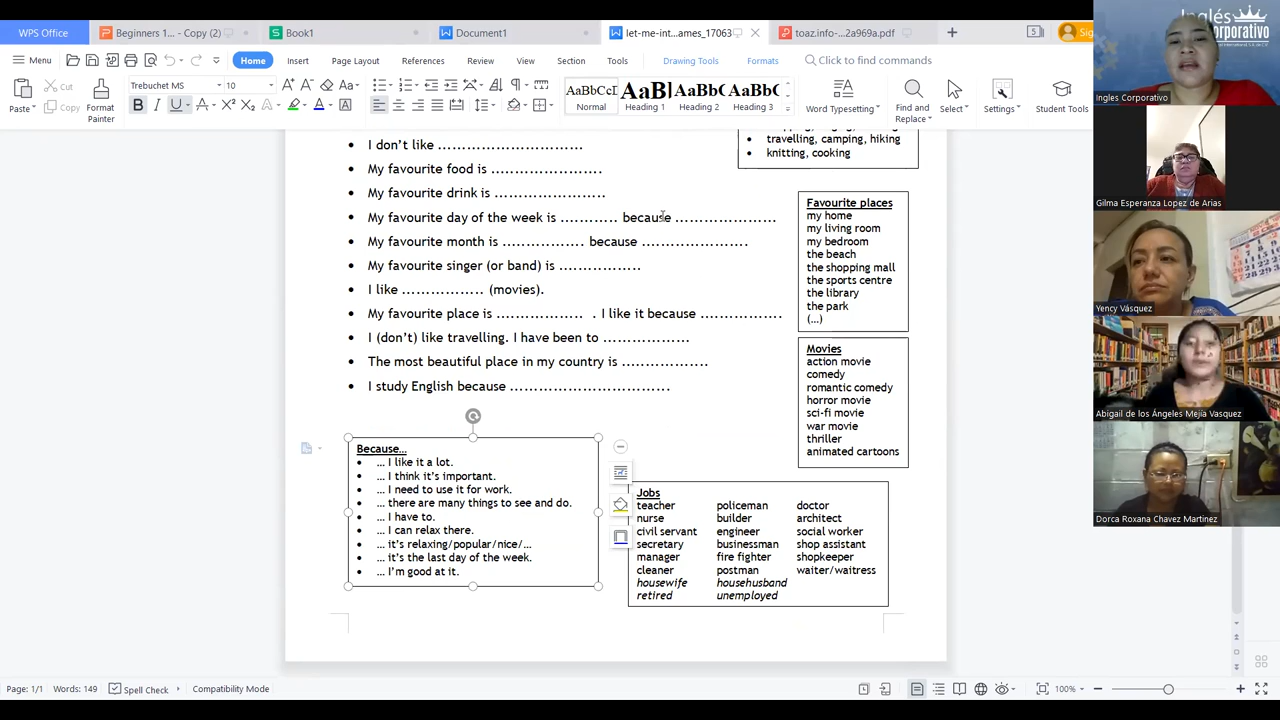 WPS Office
Beginners 1... - Copy (2)
Book1
Document1
let-me-int...ames_17063
toaz.info-...2a969a.pdf
Menu
Home
Insert
Page Layout
References
Review
View
Section
Tools
Drawing Tools
Formats
Click to find commands
Paste
Cut
Copy
Format Painter
Trebuchet MS
10
AaBbCcD
Normal
Heading 1
Heading 2
Heading 3
Word Typesetting
Find and Replace
Select
Settings
Student Tools
I don't like ..............................
travelling, camping, hiking
knitting, cooking
My favourite food is .......................
My favourite drink is .......................
My favourite day of the week is ............ because .....................
My favourite month is ................. because ......................
My favourite singer (or band) is .................
I like ................. (movies).
My favourite place is .................. . I like it because .................
I (don't) like travelling. I have been to ..................
The most beautiful place in my country is ..................
I study English because .................................
Favourite places
my home
my living room
my bedroom
the beach
the shopping mall
the sports centre
the library
the park
(...)
Movies
action movie
comedy
romantic comedy
horror movie
sci-fi movie
war movie
thriller
animated cartoons
Because...
... I like it a lot.
... I think it's important.
... I need to use it for work.
... there are many things to see and do.
... I have to.
... I can relax there.
... it's relaxing/popular/nice/...
... it's the last day of the week.
... I'm good at it.
Jobs
teacher policeman doctor
nurse builder architect
civil servant engineer social worker
secretary businessman shop assistant
manager fire fighter shopkeeper
cleaner postman waiter/waitress
housewife househusband
retired unemployed
Page: 1/1
Words: 149
Spell Check
Compatibility Mode
100%
Inglés
Corporativo
Ingles Corporativo
Gilma Esperanza Lopez de Arias
Yency Vásquez
Abigail de los Ángeles Mejía Vasquez
Dorca Roxana Chavez Martinez